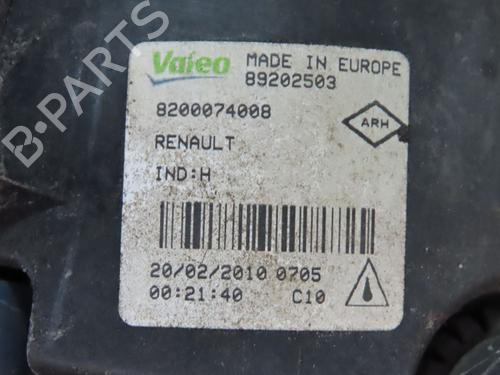 B-PARTS
Valeo MADE IN EUROPE
89202503
8200074008
ARH
RENAULT
IND:H
20/02/2010 0705
00:21:40 C10